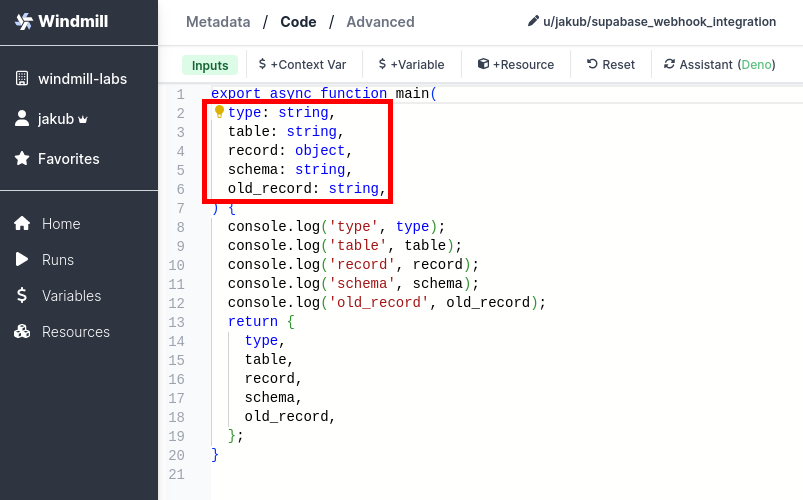 Windmill
windmill-labs
jakub
Favorites
Home
Runs
Variables
Resources
Metadata / Code / Advanced
u/jakub/supabase_webhook_integration
Inputs
$ +Context Var
$ +Variable
+Resource
Reset
Assistant (Deno)
1 export async function main(
2 type: string,
3 table: string,
4 record: object,
5 schema: string,
6 old_record: string,
7 ) {
8 console.log('type', type);
9 console.log('table', table);
10 console.log('record', record);
11 console.log('schema', schema);
12 console.log('old_record', old_record);
13 return {
14 type,
15 table,
16 record,
17 schema,
18 old_record,
19 };
20 }
21